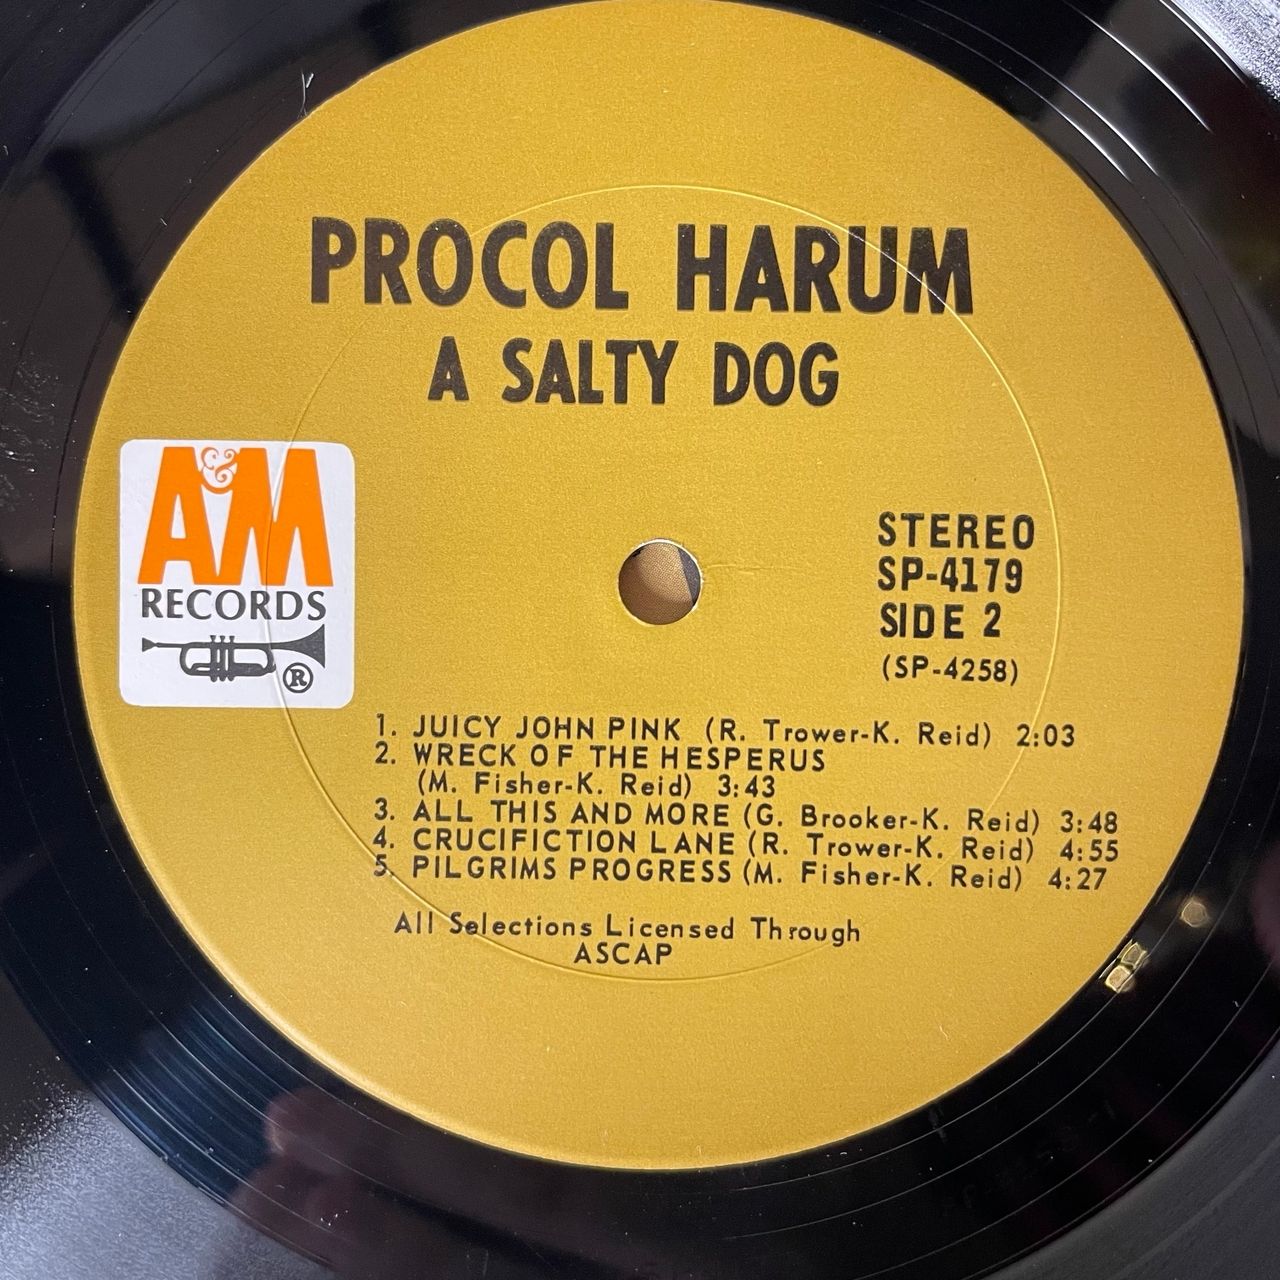 PROCOL HARUM
A SALTY DOG
A&M
RECORDS
®
STEREO
SP-4179
SIDE 2
(SP-4258)
1. JUICY JOHN PINK (R. Trower-K. Reid) 2:03
2. WRECK OF THE HESPERUS
(M. Fisher-K. Reid) 3:43
3. ALL THIS AND MORE (G. Brooker-K. Reid) 3:48
4. CRUCIFICTION LANE (R. Trower-K. Reid) 4:55
5. PILGRIMS PROGRESS (M. Fisher-K. Reid) 4:27
All Selections Licensed Through
ASCAP